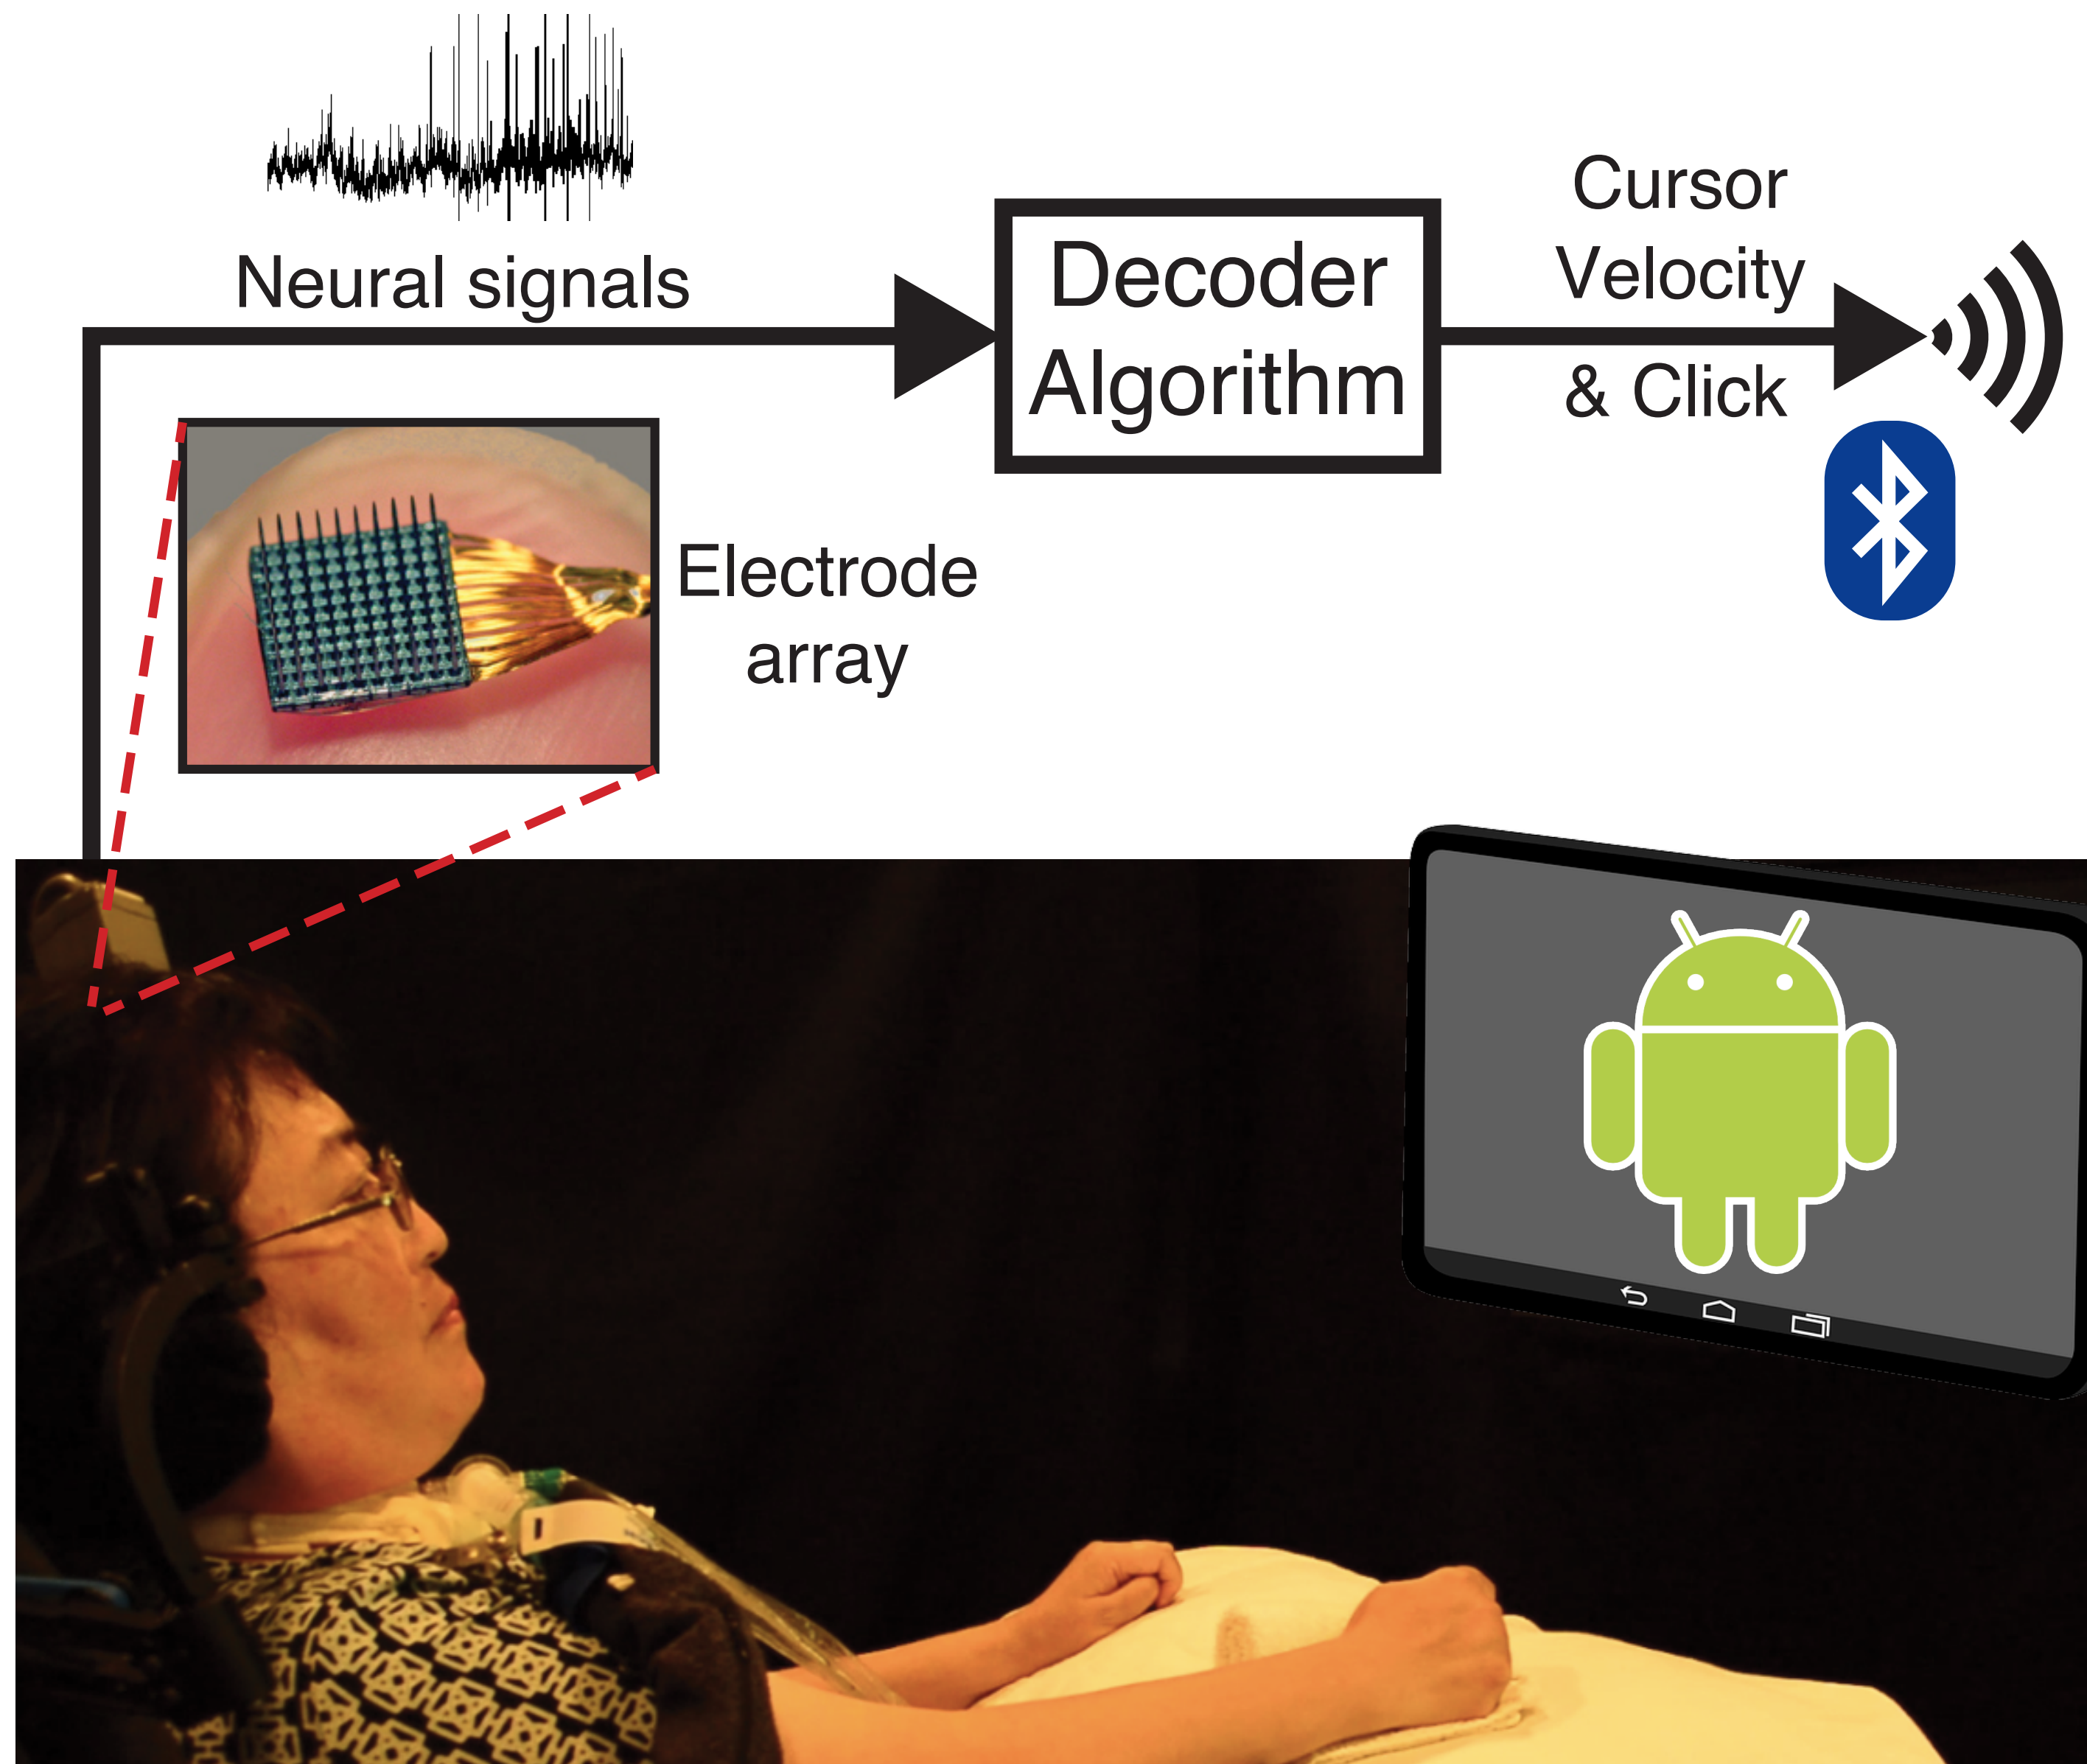 Neural signals
Decoder
Algorithm
Cursor
Velocity
& Click
Electrode
array